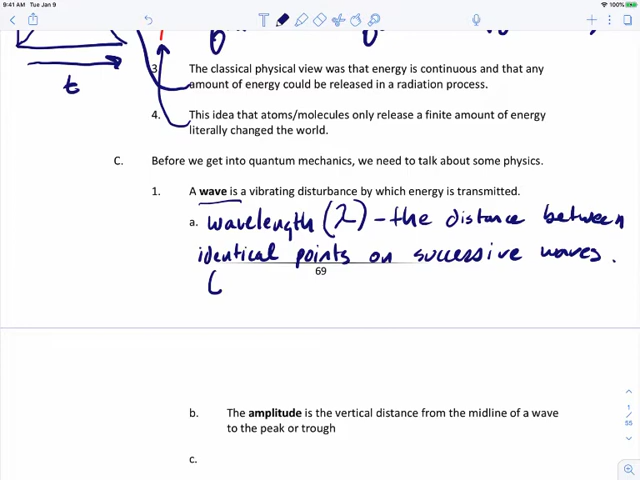 9:41 AM Tue Jan 9
100%
t
3. The classical physical view was that energy is continuous and that any
amount of energy could be released in a radiation process.
4. This idea that atoms/molecules only release a finite amount of energy
literally changed the world.
C. Before we get into quantum mechanics, we need to talk about some physics.
1. A wave is a vibrating disturbance by which energy is transmitted.
a. wavelength (λ) – the distance between
identical points on successive waves.
69
(
b. The amplitude is the vertical distance from the midline of a wave
to the peak or trough
c.
1
/
55